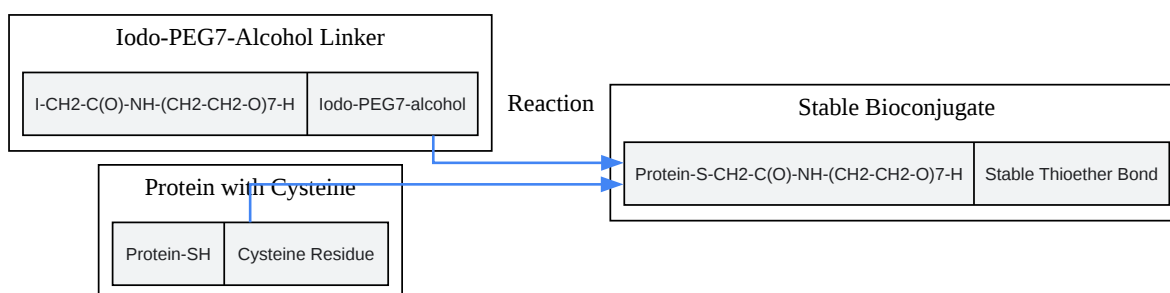 Iodo-PEG7-Alcohol Linker
I-CH2-C(O)-NH-(CH2-CH2-O)7-H
Iodo-PEG7-alcohol
Reaction
Protein with Cysteine
Protein-SH
Cysteine Residue
Stable Bioconjugate
Protein-S-CH2-C(O)-NH-(CH2-CH2-O)7-H
Stable Thioether Bond